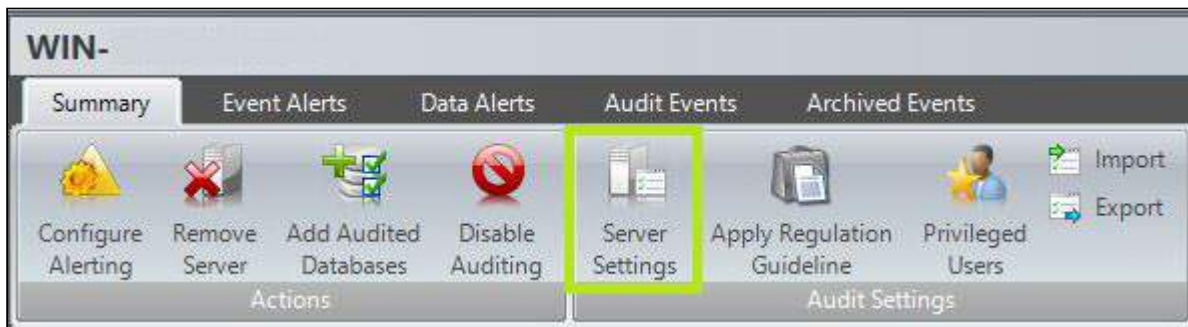 WIN-
Summary Event Alerts Data Alerts Audit Events Archived Events
Import
Export
Configure Remove Add Audited Disable Server Apply Regulation Privileged
Alerting Server Databases Auditing Settings Guideline Users
Actions Audit Settings